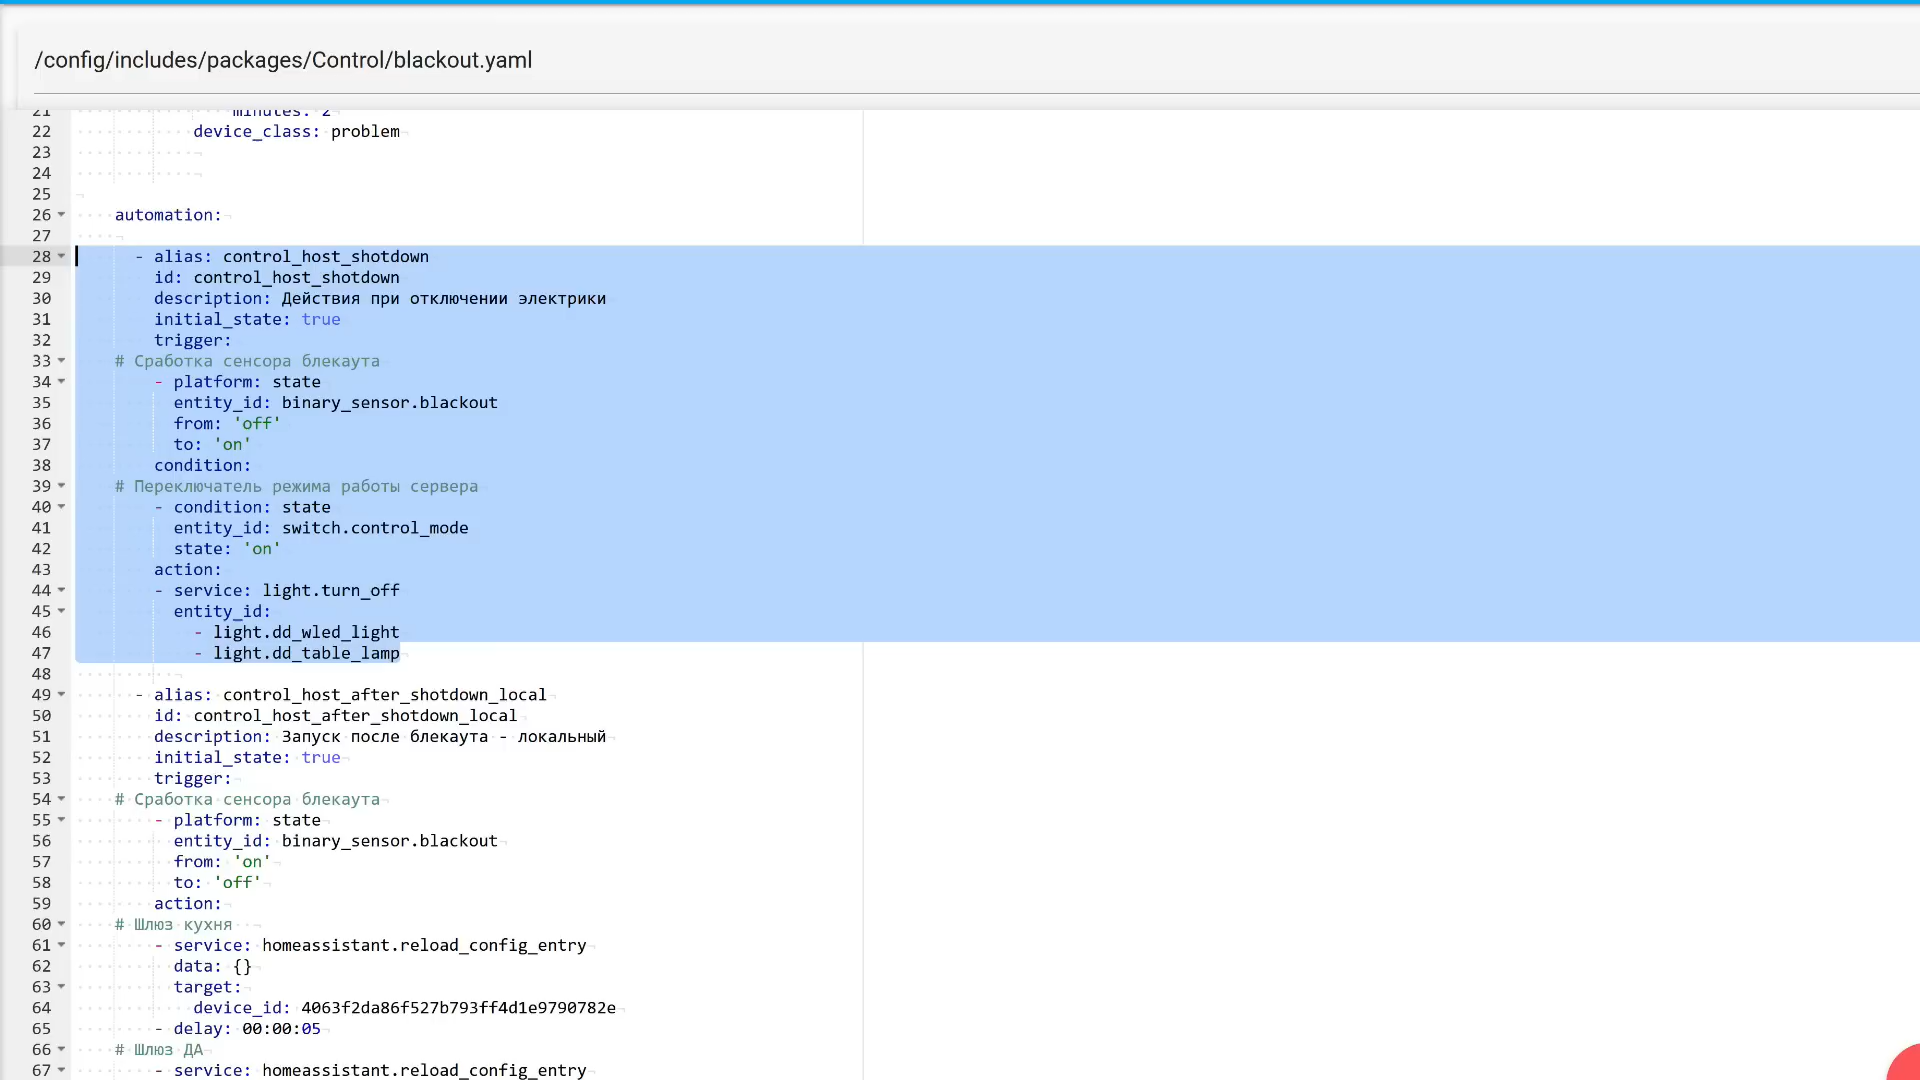 /config/includes/packages/Control/blackout.yaml
21 minutes: 2
22 device_class: problem
23
24
25
26 automation:
27
28 - alias: control_host_shotdown
29 id: control_host_shotdown
30 description: Действия при отключении электрики
31 initial_state: true
32 trigger:
33 # Сработка сенсора блекаута
34 - platform: state
35 entity_id: binary_sensor.blackout
36 from: 'off'
37 to: 'on'
38 condition:
39 # Переключатель режима работы сервера
40 - condition: state
41 entity_id: switch.control_mode
42 state: 'on'
43 action:
44 - service: light.turn_off
45 entity_id:
46 - light.dd_wled_light
47 - light.dd_table_lamp
48
49 - alias: control_host_after_shotdown_local
50 id: control_host_after_shotdown_local
51 description: Запуск после блекаута - локальный
52 initial_state: true
53 trigger:
54 # Сработка сенсора блекаута
55 - platform: state
56 entity_id: binary_sensor.blackout
57 from: 'on'
58 to: 'off'
59 action:
60 # Шлюз кухня
61 - service: homeassistant.reload_config_entry
62 data: {}
63 target:
64 device_id: 4063f2da86f527b793ff4d1e9790782e
65 - delay: 00:00:05
66 # Шлюз ДА
67 - service: homeassistant.reload_config_entry